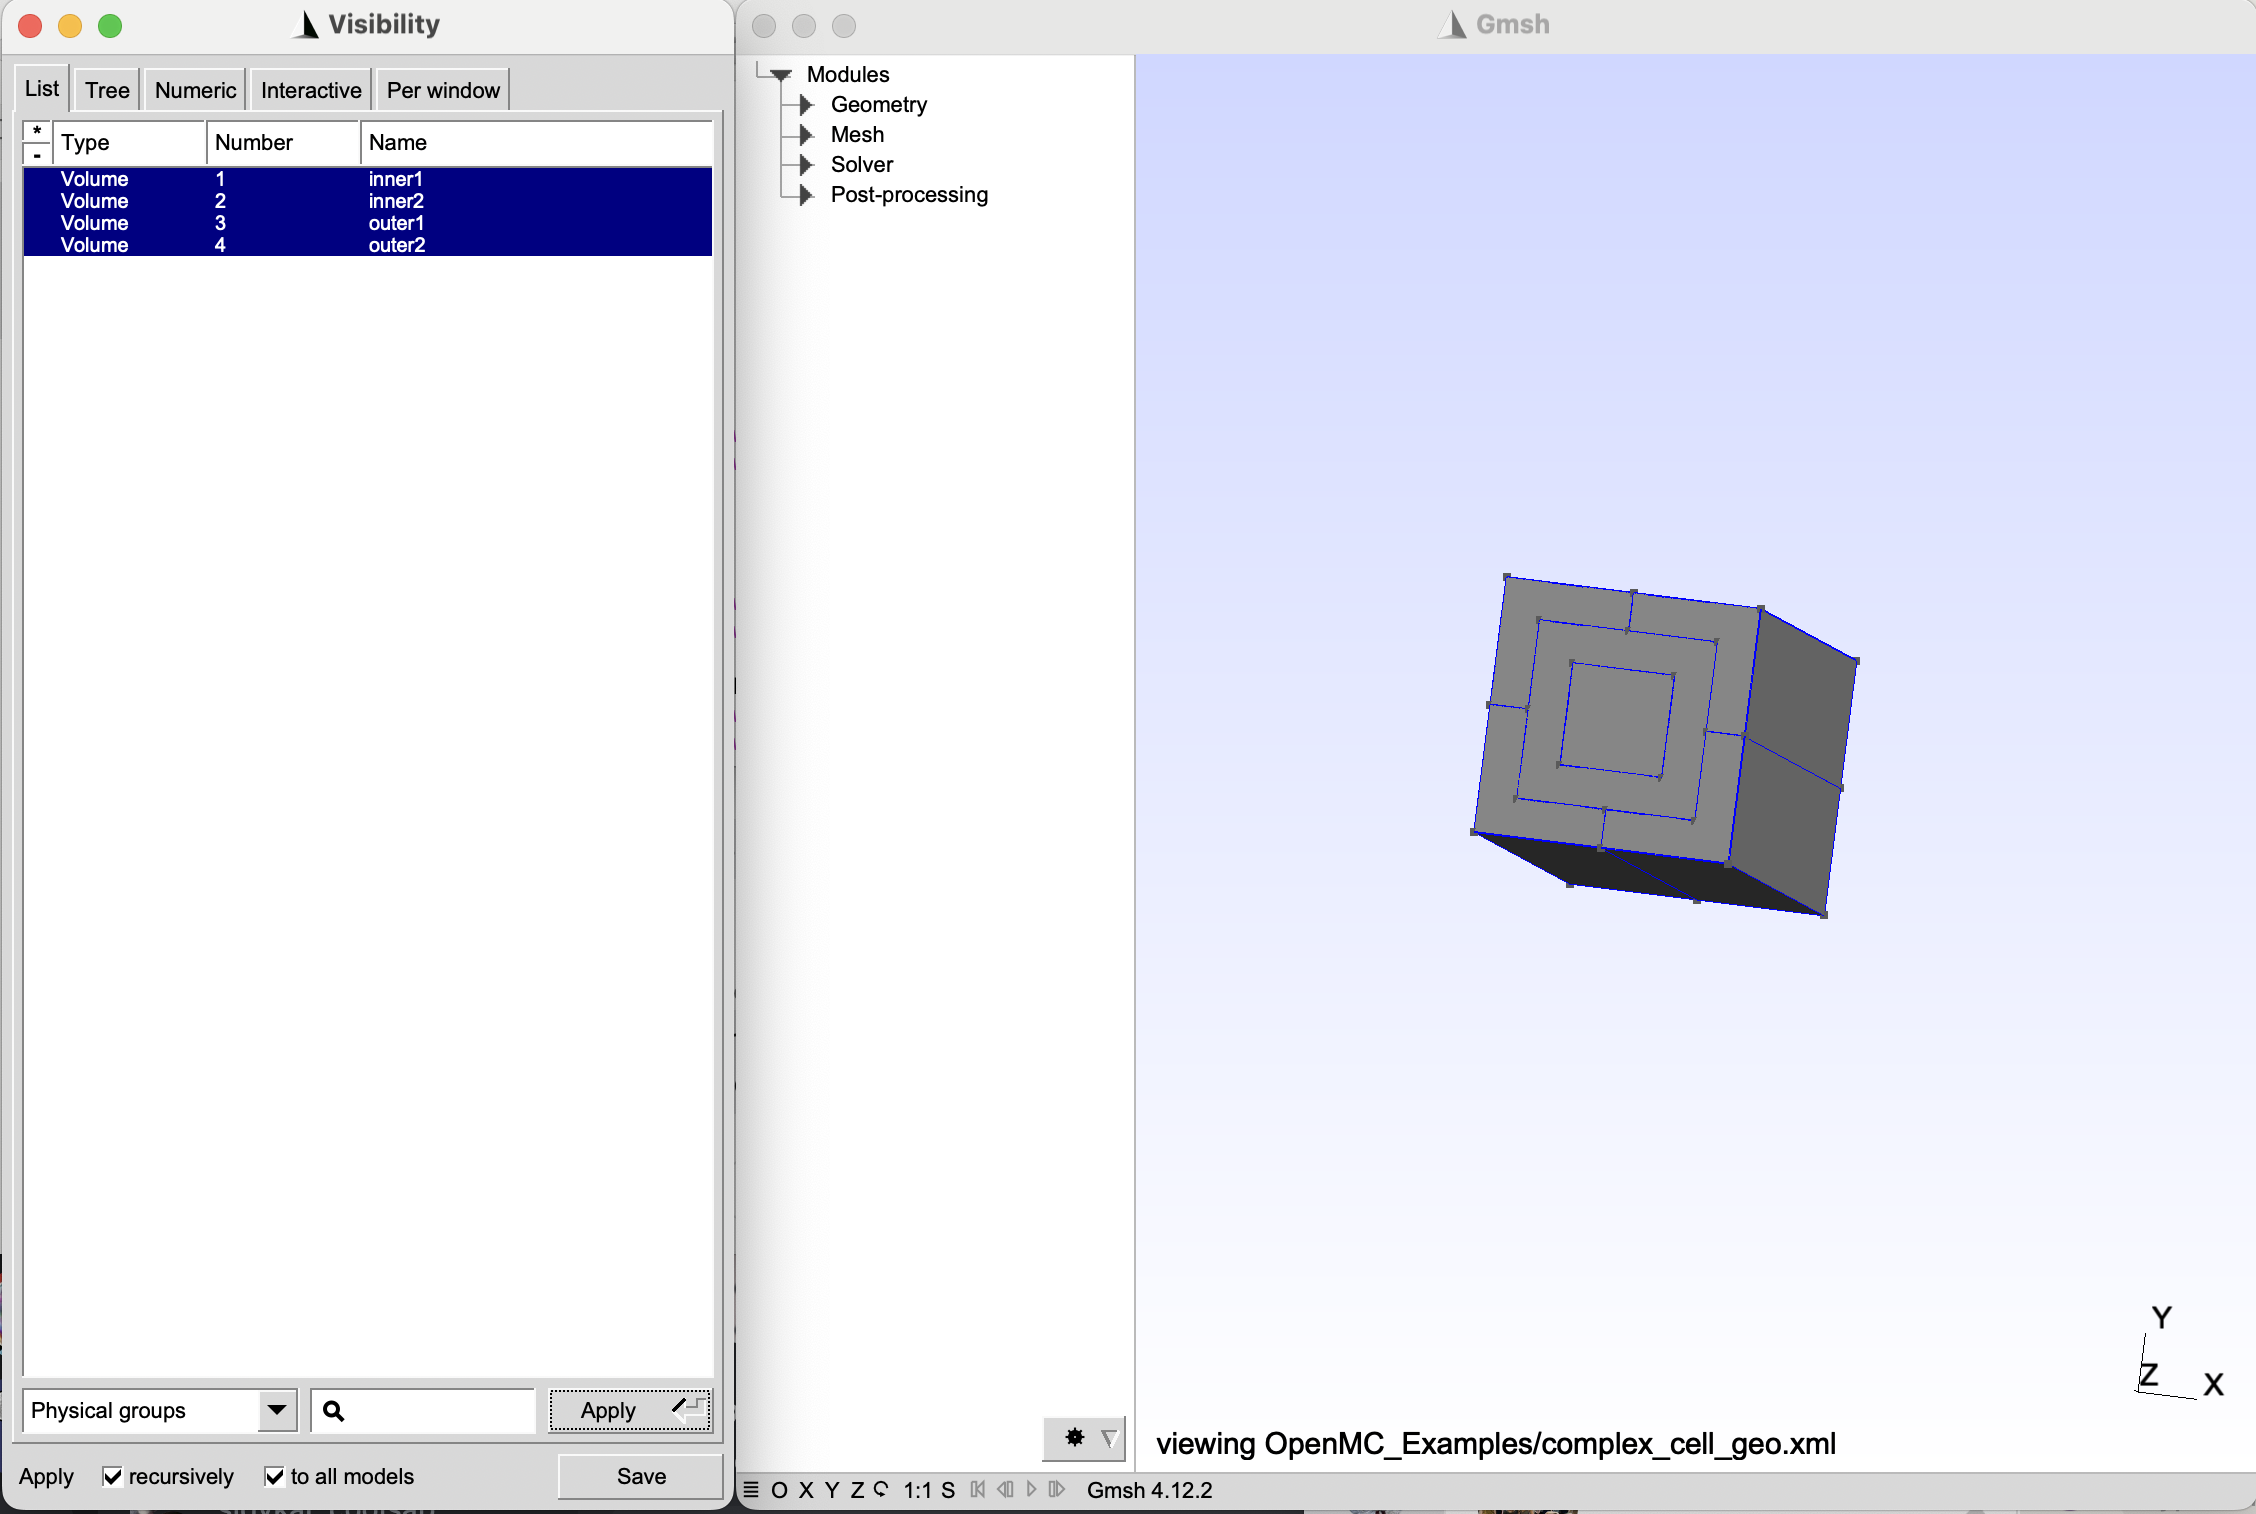 Visibility
List Tree Numeric Interactive Per window
*
-
Type Number Name
Volume 1 inner1
Volume 2 inner2
Volume 3 outer1
Volume 4 outer2
Physical groups Apply
Apply recursively to all models Save
Gmsh
Modules
Geometry
Mesh
Solver
Post-processing
Y
Z X
viewing OpenMC_Examples/complex_cell_geo.xml
O X Y Z 1:1 S Gmsh 4.12.2